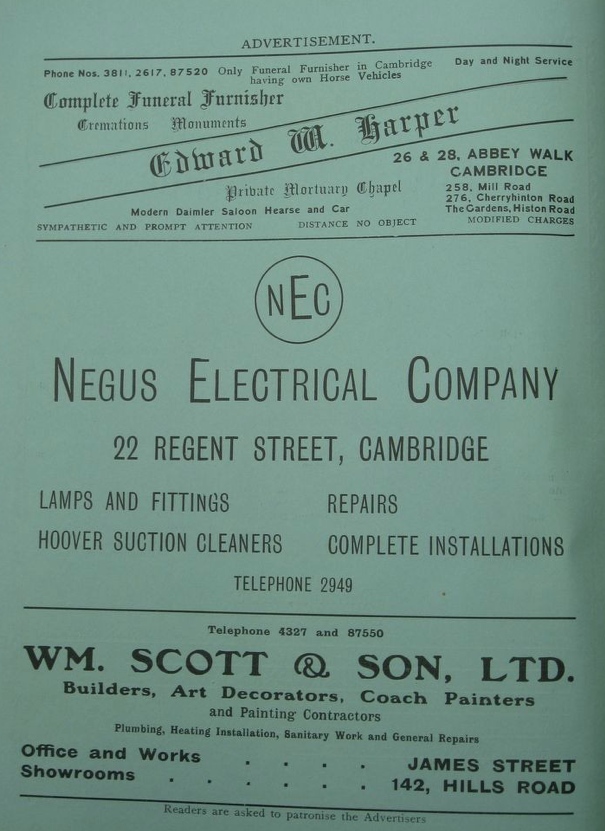 ADVERTISEMENT.
Phone Nos. 3811, 2617, 87520 Only Funeral Furnisher in Cambridge having own Horse Vehicles Day and Night Service
Complete Funeral Furnisher
Cremations Monuments
Edward W. Harper
26 & 28, ABBEY WALK
CAMBRIDGE
Private Mortuary Chapel
258, Mill Road
276, Cherryhinton Road
Modern Daimler Saloon Hearse and Car
The Gardens, Histon Road
SYMPATHETIC AND PROMPT ATTENTION DISTANCE NO OBJECT MODIFIED CHARGES
NEC
NEGUS ELECTRICAL COMPANY
22 REGENT STREET, CAMBRIDGE
LAMPS AND FITTINGS REPAIRS
HOOVER SUCTION CLEANERS COMPLETE INSTALLATIONS
TELEPHONE 2949
Telephone 4327 and 87550
WM. SCOTT & SON, LTD.
Builders, Art Decorators, Coach Painters
and Painting Contractors
Plumbing, Heating Installation, Sanitary Work and General Repairs
Office and Works . . . . JAMES STREET
Showrooms . . . . . . 142, HILLS ROAD
Readers are asked to patronise the Advertisers